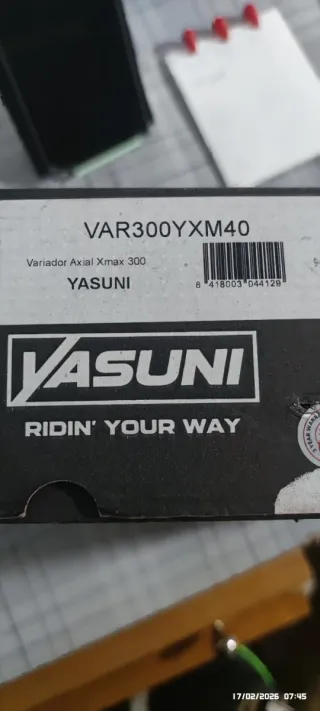 VAR300YXM40
Variador Axial Xmax 300
YASUNI
8 418003 044129
YASUNI
RIDIN' YOUR WAY
17/02/2026 07:45